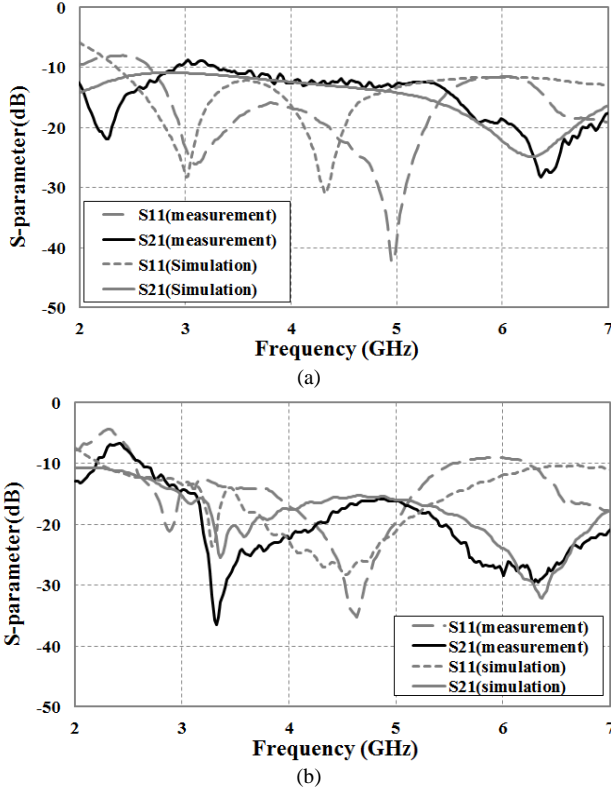 0
-10
-20
-30
-40
-50
S-parameter(dB)
S11(measurement)
S21(measurement)
S11(Simulation)
S21(Simulation)
2 3 4 5 6 7
Frequency (GHz)
(a)
0
-10
-20
-30
-40
-50
S-parameter(dB)
S11(measurement)
S21(measurement)
S11(simulation)
S21(simulation)
2 3 4 5 6 7
Frequency (GHz)
(b)